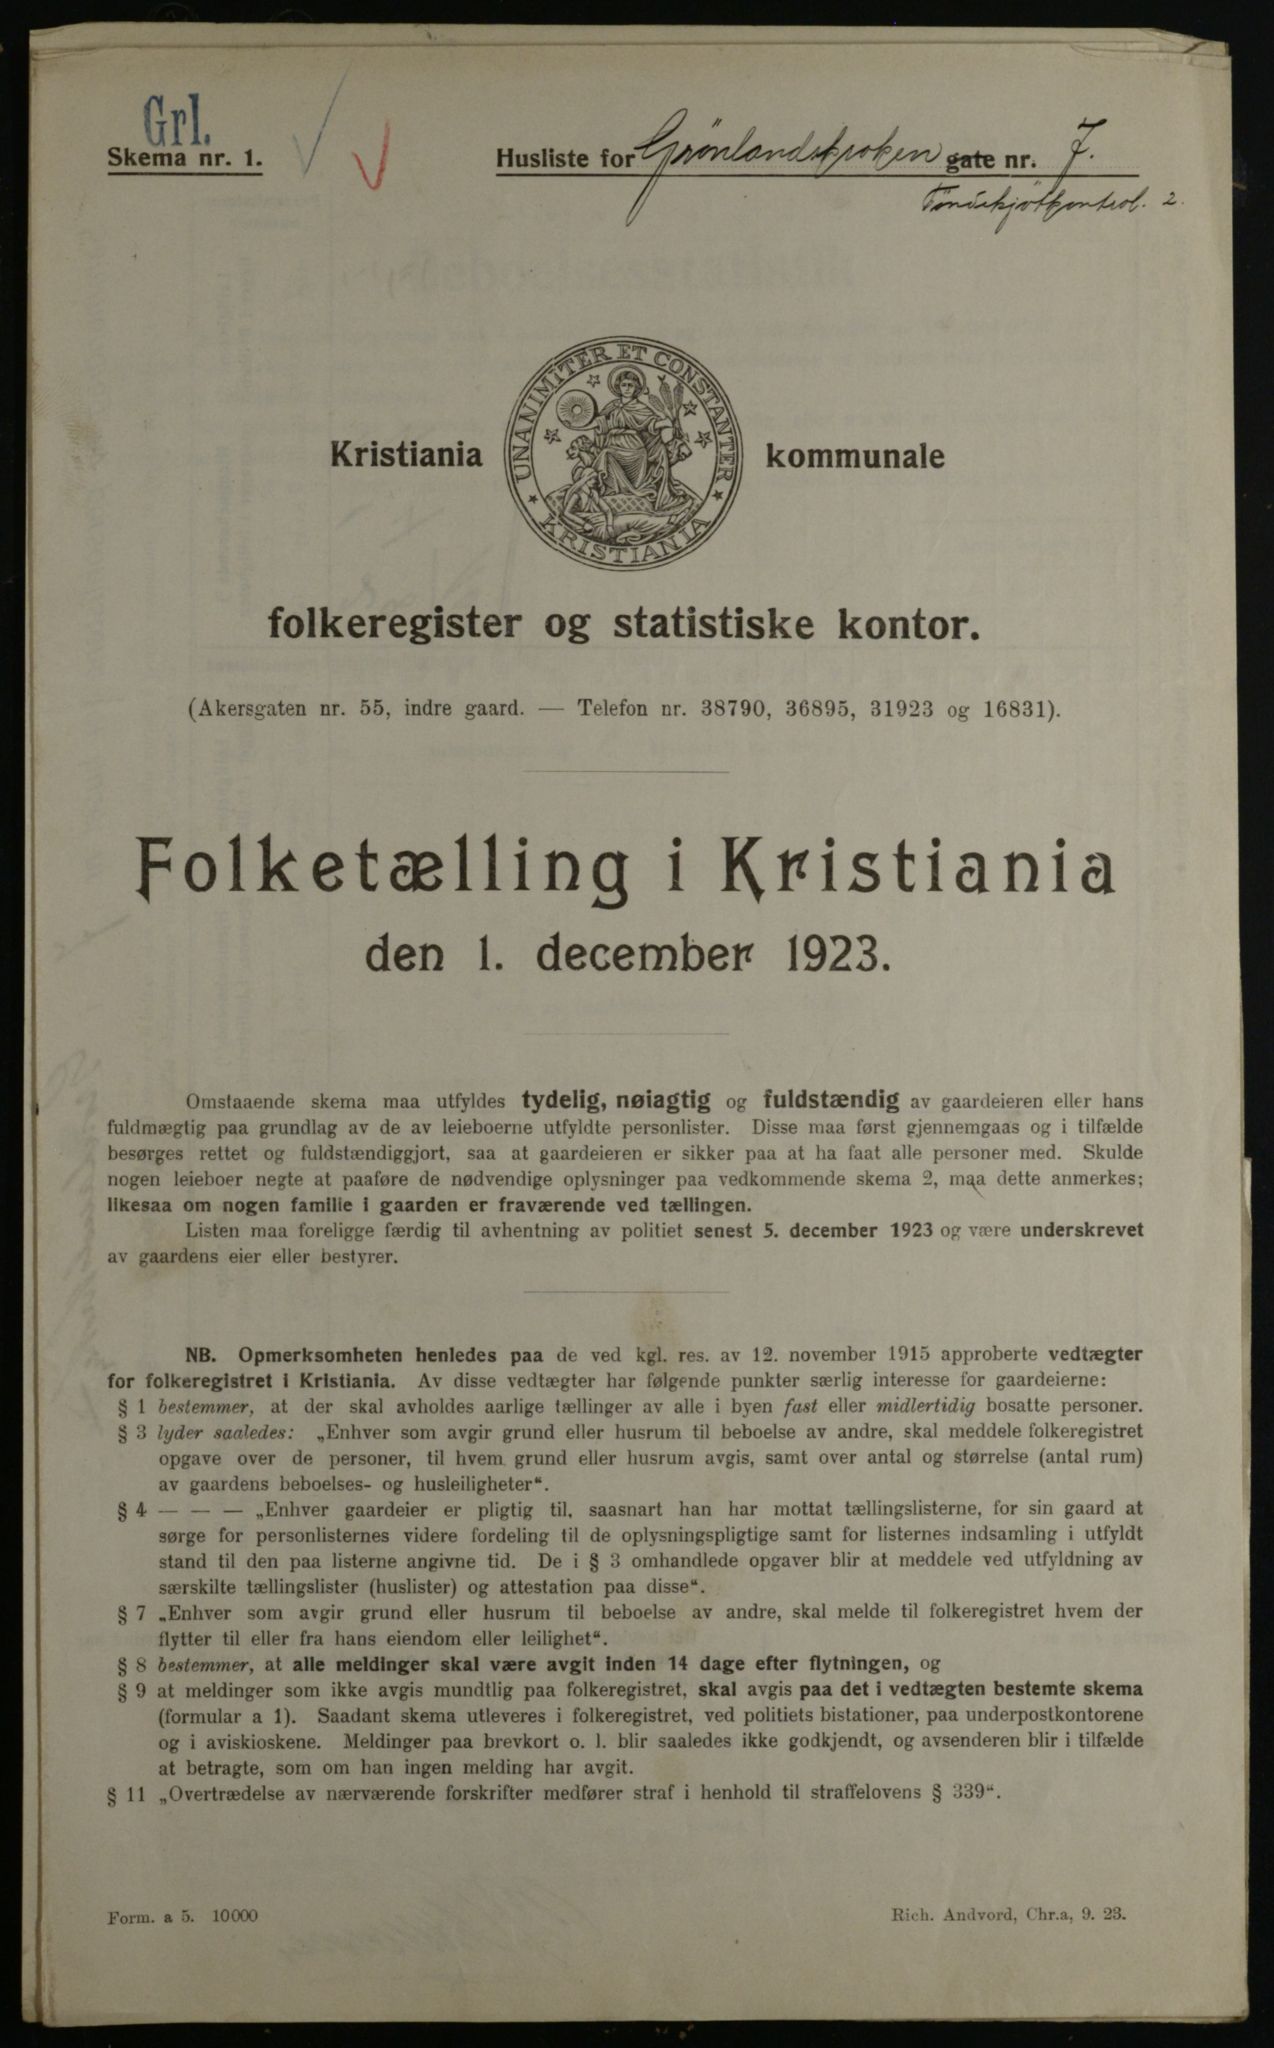 Grl.
Skema nr. 1.
Husliste for Grönlandskroken gate nr. 7.
2.
UNANIMITER ET CONSTANTER
KRISTIANIA
Kristiania kommunale
folkeregister og statistiske kontor.
(Akersgaten nr. 55, indre gaard. — Telefon nr. 38790, 36895, 31923 og 16831).
Folketælling i Kristiania
den 1. december 1923.
Omstaaende skema maa utfyldes tydelig, nøiagtig og fuldstændig av gaardeieren eller hans
fuldmægtig paa grundlag av de av leieboerne utfyldte personlister. Disse maa først gjennemgaas og i tilfælde
besørges rettet og fuldstændiggjort, saa at gaardeieren er sikker paa at ha faat alle personer med. Skulde
nogen leieboer negte at paaføre de nødvendige oplysninger paa vedkommende skema 2, maa dette anmerkes;
likesaa om nogen familie i gaarden er fraværende ved tællingen.
Listen maa foreligge færdig til avhentning av politiet senest 5. december 1923 og være underskrevet
av gaardens eier eller bestyrer.
NB. Opmerksomheten henledes paa de ved kgl. res. av 12. november 1915 approberte vedtægter
for folkeregistret i Kristiania. Av disse vedtægter har følgende punkter særlig interesse for gaardeierne:
§ 1 bestemmer, at der skal avholdes aarlige tællinger av alle i byen fast eller midlertidig bosatte personer.
§ 3 lyder saaledes: „Enhver som avgir grund eller husrum til beboelse av andre, skal meddele folkeregistret
opgave over de personer, til hvem grund eller husrum avgis, samt over antal og størrelse (antal rum)
av gaardens beboelses- og husleiligheter“.
§ 4 — — — „Enhver gaardeier er pligtig til, saasnart han har mottat tællingslisterne, for sin gaard at
sørge for personlisternes videre fordeling til de oplysningspligtige samt for listernes indsamling i utfyldt
stand til den paa listerne angivne tid. De i § 3 omhandlede opgaver blir at meddele ved utfyldning av
særskilte tællingslister (huslister) og attestation paa disse“.
§ 7 „Enhver som avgir grund eller husrum til beboelse av andre, skal melde til folkeregistret hvem der
flytter til eller fra hans eiendom eller leilighet“.
§ 8 bestemmer, at alle meldinger skal være avgit inden 14 dage efter flytningen, og
§ 9 at meldinger som ikke avgis mundtlig paa folkeregistret, skal avgis paa det i vedtægten bestemte skema
(formular a 1). Saadant skema utleveres i folkeregistret, ved politiets bistationer, paa underpostkontorene
og i aviskioskene. Meldinger paa brevkort o. l. blir saaledes ikke godkjendt, og avsenderen blir i tilfælde
at betragte, som om han ingen melding har avgit.
§ 11 „Overtrædelse av nærværende forskrifter medfører straf i henhold til straffelovens § 339“.
Form. a 5. 10000
Rich. Andvord, Chr.a, 9. 23.